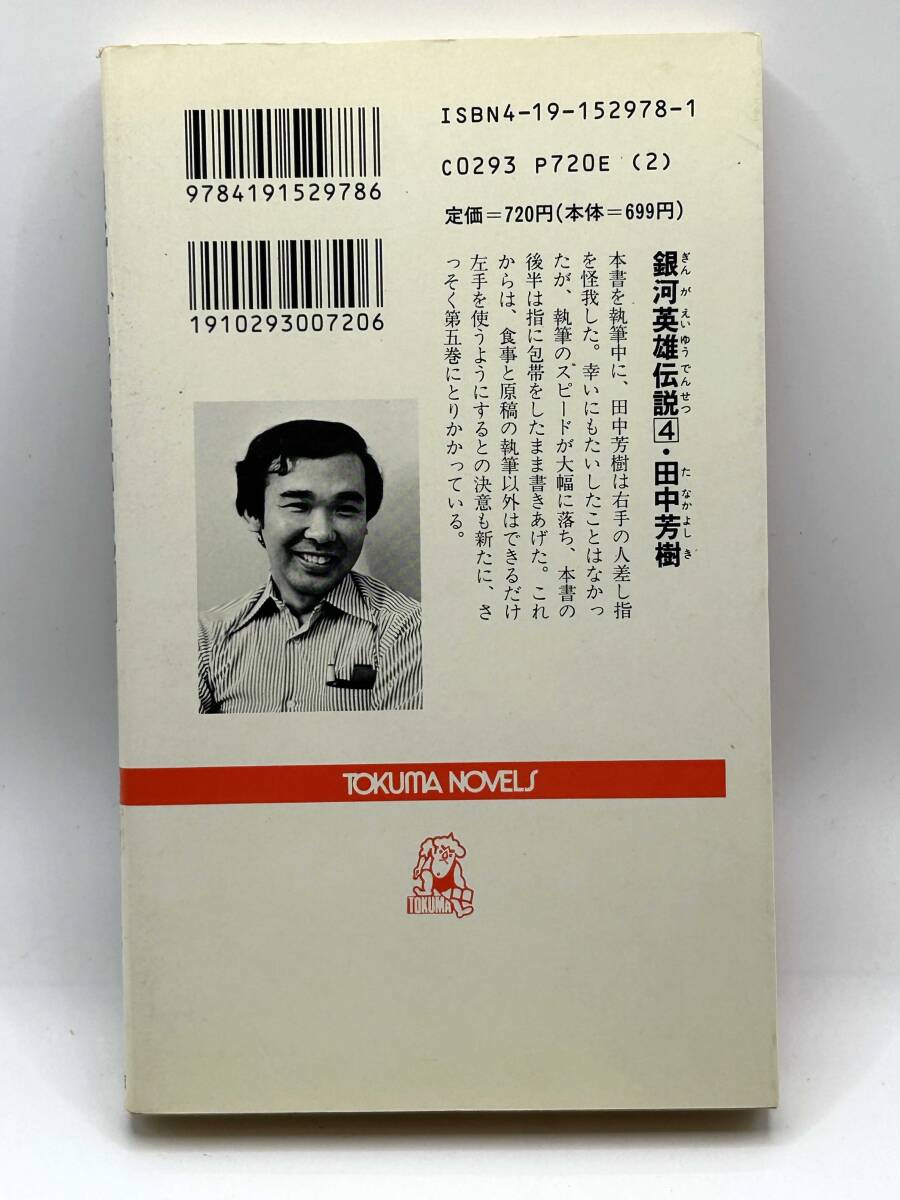 ISBN4-19-152978-1
C0293 P720E (2)
定価=720円(本体=699円)
9784191529786
1910293007206
銀河英雄伝説4・田中芳樹
ぎんがえいゆうでんせつ
たなかよしき
本書を執筆中に、田中芳樹は右手の人差し指
を怪我した。幸いにもたいしたことはなかっ
たが、執筆のスピードが大幅に落ち、本書の
後半は指に包帯をしたまま書きあげた。これ
からは、食事と原稿の執筆以外はできるだけ
左手を使うようにするとの決意も新たに、さ
っそく第五巻にとりかかっている。
TOKUMA NOVELS
TOKUMA